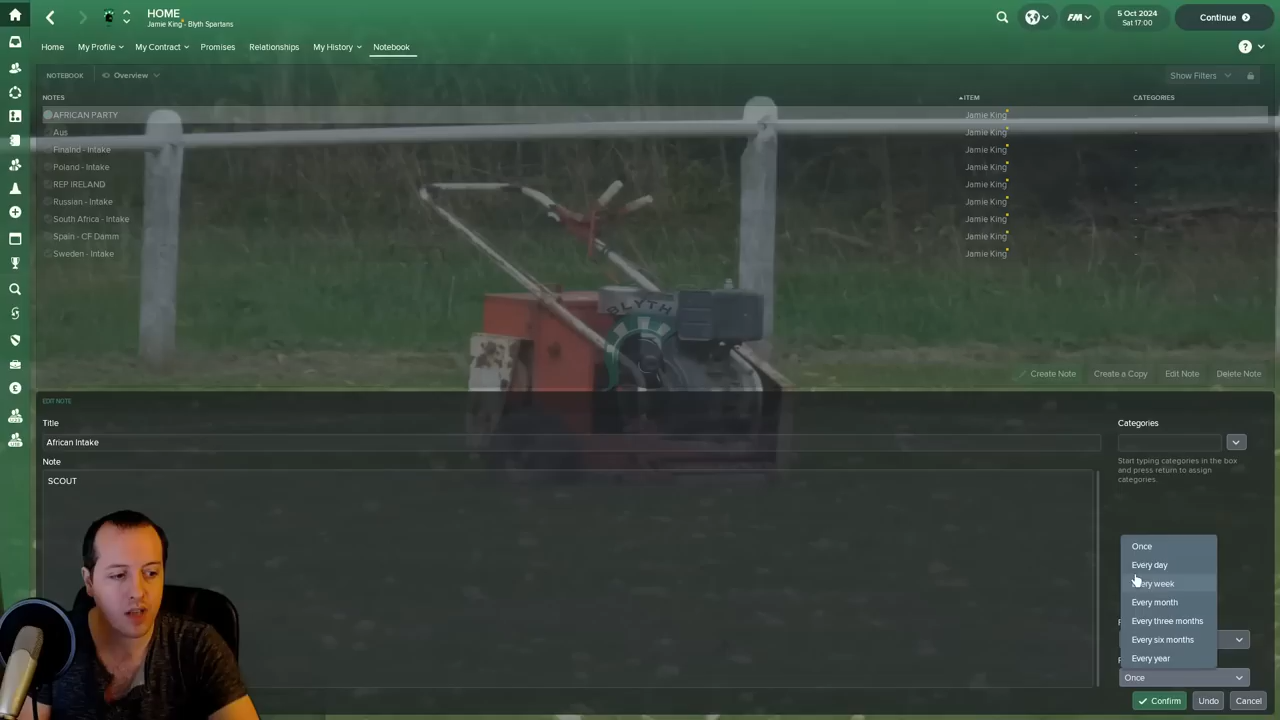 HOME
Jamie King - Blyth Spartans
5 Oct 2024
Sat 17:00
FM
Continue
Home
My Profile
My Contract
Promises
Relationships
My History
Notebook
?
NOTEBOOK
Overview
Show Filters
NOTES
ITEM
CATEGORIES
AFRICAN PARTY
Jamie King
-
Aus
Jamie King
-
Finalnd - Intake
Jamie King
-
Poland - Intake
Jamie King
-
REP IRELAND
Jamie King
-
Russian - Intake
Jamie King
-
South Africa - Intake
Jamie King
-
Spain - CF Damm
Jamie King
-
Sweden - Intake
Jamie King
-
BLYTH
Create Note
Create a Copy
Edit Note
Delete Note
EDIT NOTE
Title
African Intake
Note
SCOUT
Categories
Start typing categories in the box
and press return to assign
categories.
Once
Every day
week
Every month
Every three months
Every six months
Every year
Once
Confirm
Undo
Cancel